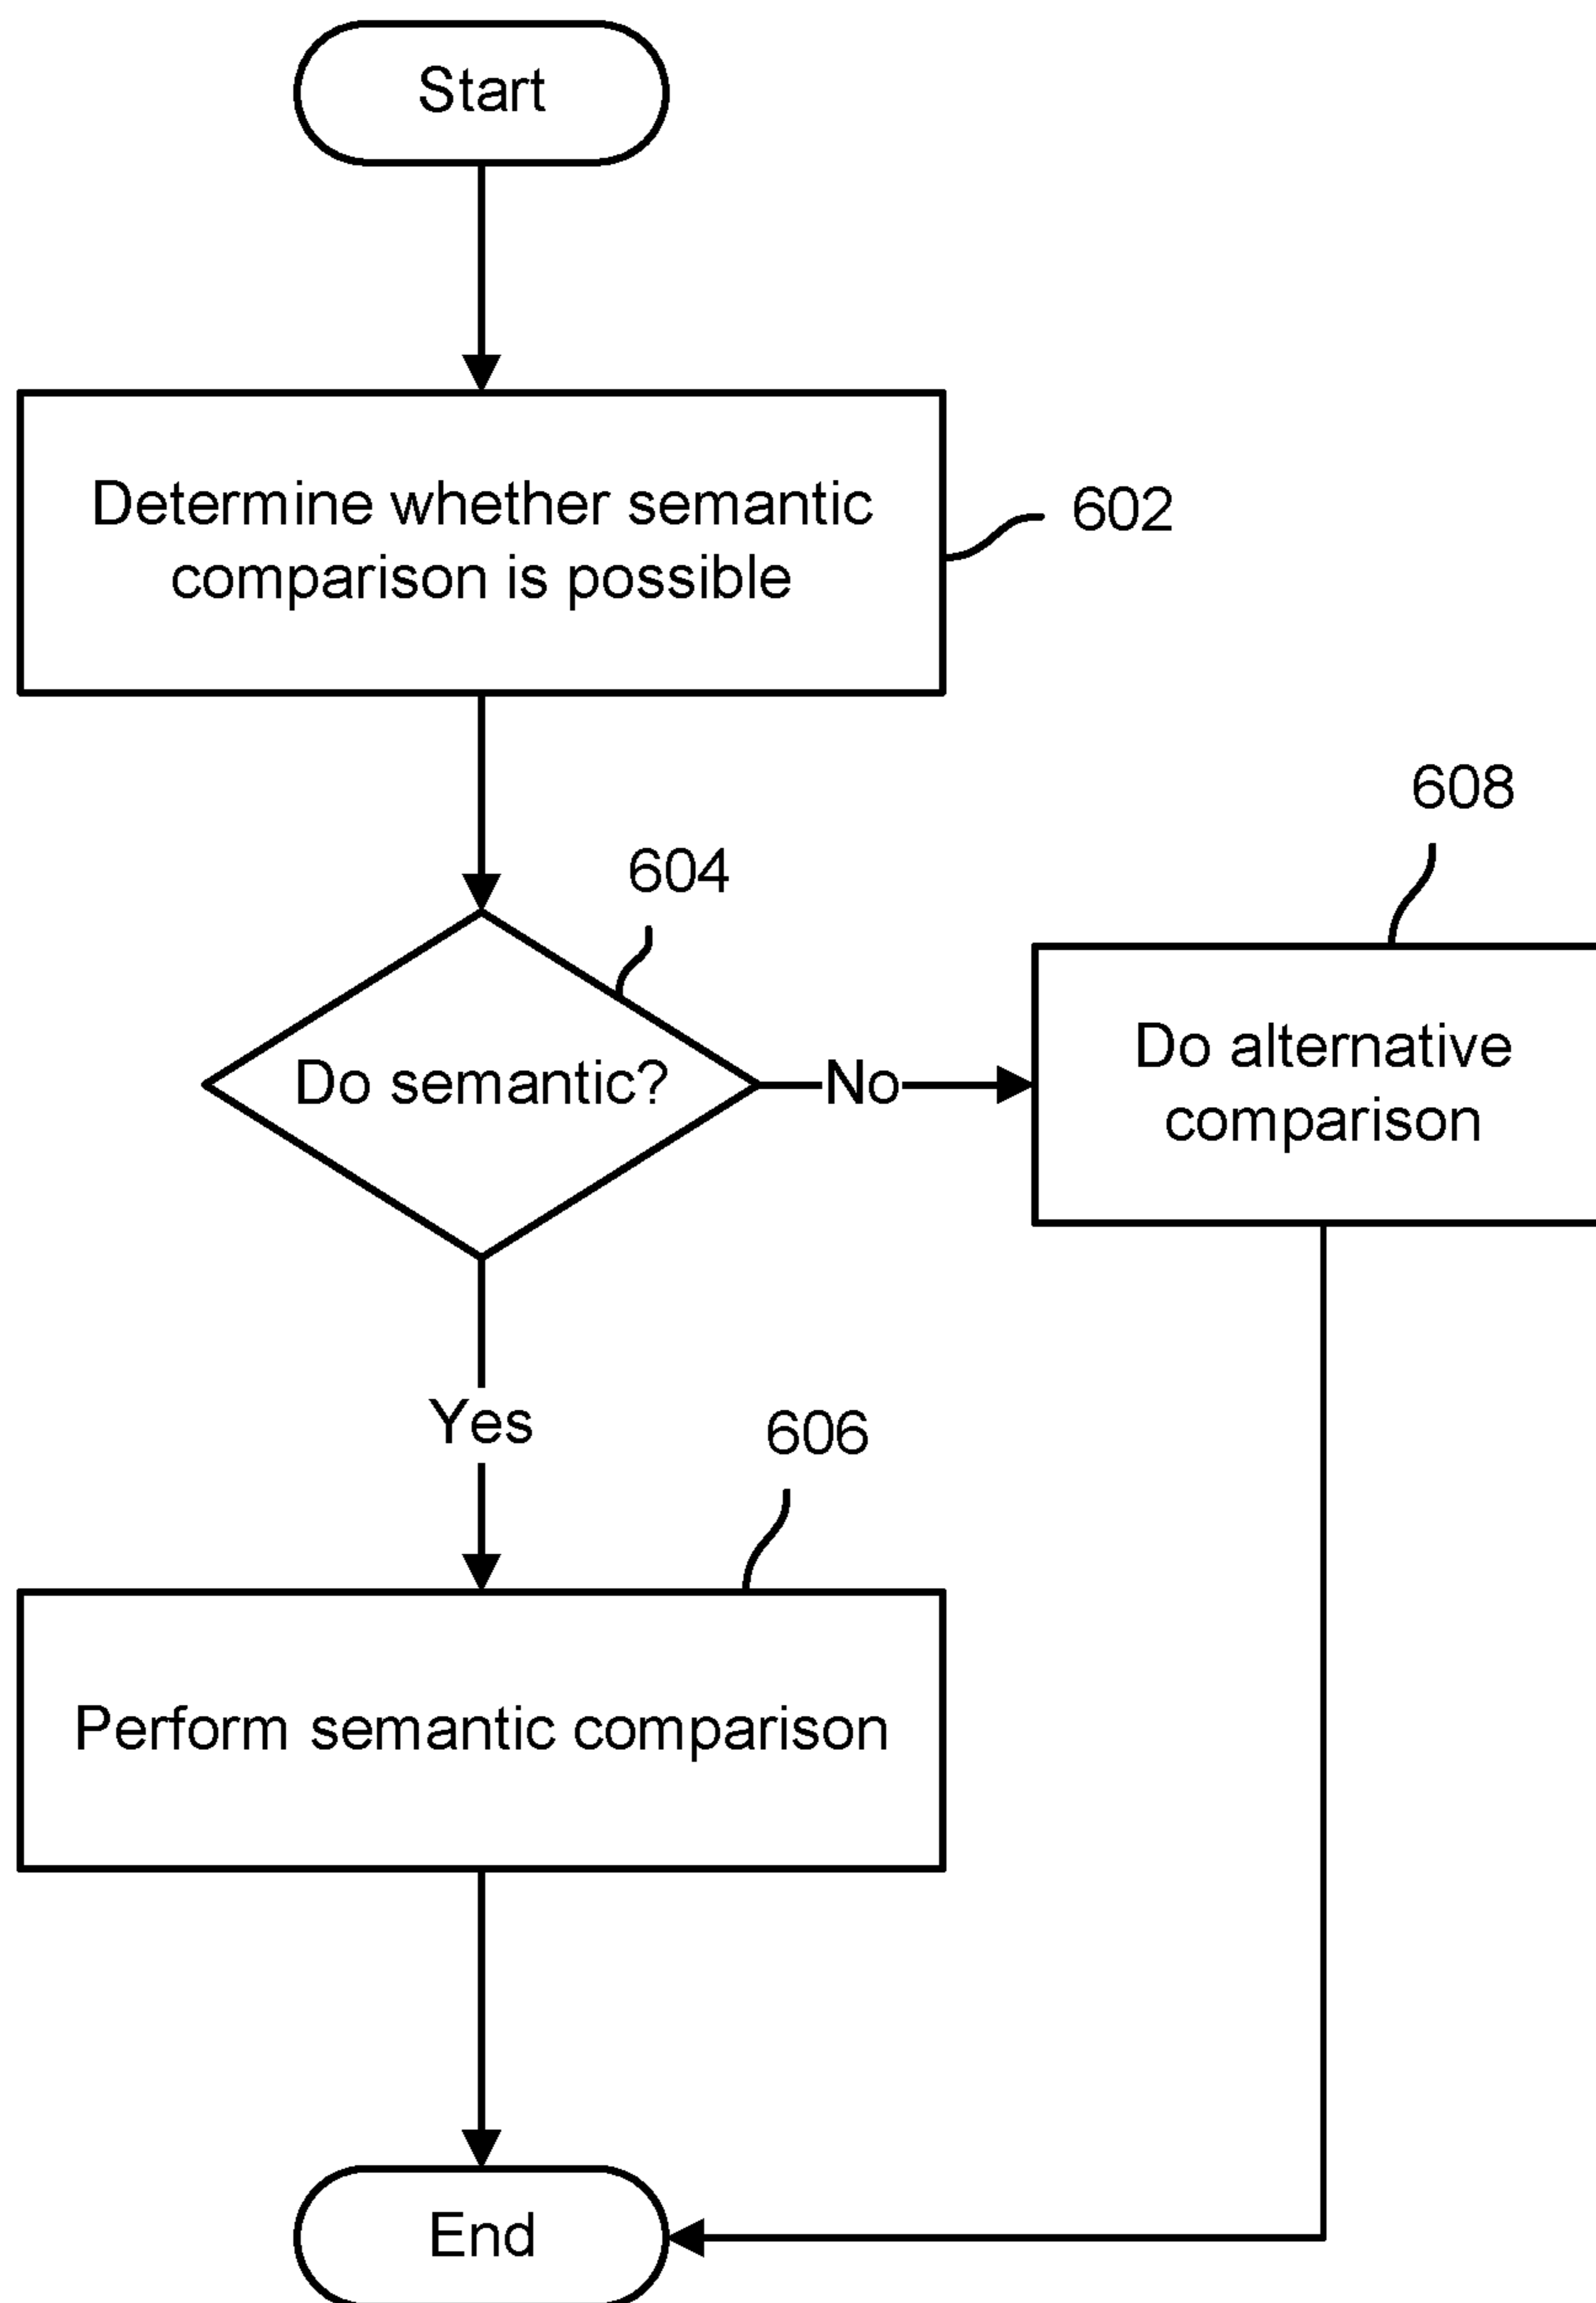 Start
Determine whether semantic
comparison is possible
602
608
604
Do semantic?
No
Do alternative
comparison
Yes
606
Perform semantic comparison
End